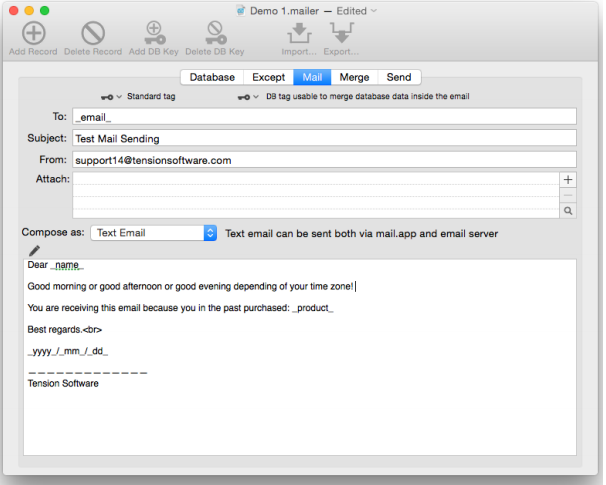 Demo 1.mailer — Edited
Add Record Delete Record Add DB Key Delete DB Key Import... Export...
Database Except Mail Merge Send
Standard tag DB tag usable to merge database data inside the email
To: _email_
Subject: Test Mail Sending
From: support14@tensionsoftware.com
Attach:
Compose as: Text Email Text email can be sent both via mail.app and email server
Dear _name_
Good morning or good afternoon or good evening depending of your time zone!
You are receiving this email because you in the past purchased: _product_
Best regards.<br>
_yyyy_/_mm_/_dd_
—————————————
Tension Software